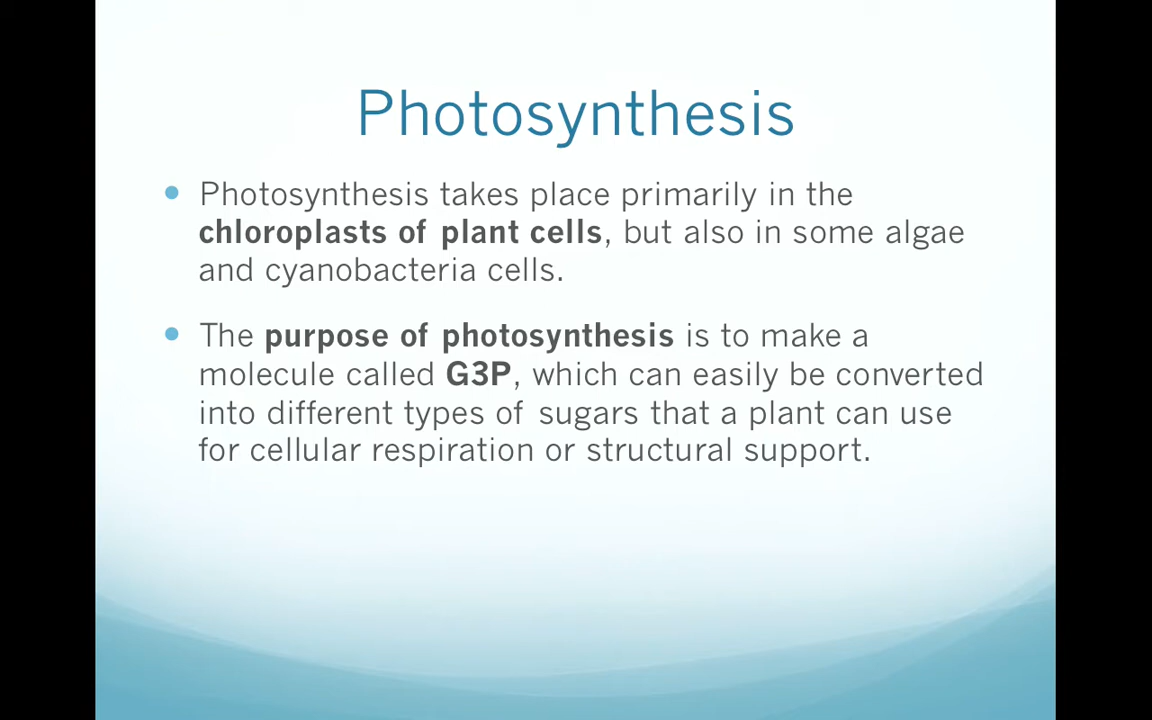 Photosynthesis
Photosynthesis takes place primarily in the
chloroplasts of plant cells, but also in some algae
and cyanobacteria cells.
The purpose of photosynthesis is to make a
molecule called G3P, which can easily be converted
into different types of sugars that a plant can use
for cellular respiration or structural support.